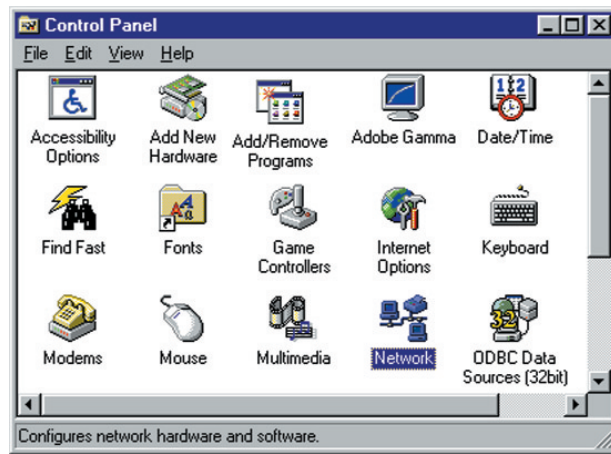 Control Panel
File Edit View Help
Accessibility Options
Add New Hardware
Add/Remove Programs
Adobe Gamma
Date/Time
Find Fast
Fonts
Game Controllers
Internet Options
Keyboard
Modems
Mouse
Multimedia
Network
ODBC Data Sources (32bit)
Configures network hardware and software.